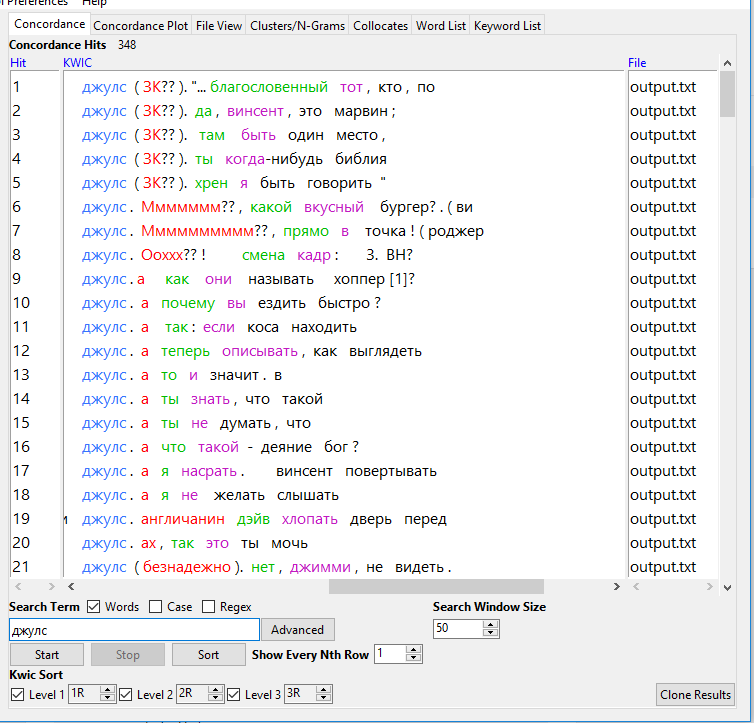 Preferences Help
Concordance Concordance Plot File View Clusters/N-Grams Collocates Word List Keyword List
Concordance Hits 348
Hit KWIC File
1 джулс ( ЗК?? ). "... благословенный тот , кто , по output.txt
2 джулс ( ЗК?? ). да , винсент , это марвин ; output.txt
3 джулс ( ЗК?? ). там быть один место , output.txt
4 джулс ( ЗК?? ). ты когда-нибудь библия output.txt
5 джулс ( ЗК?? ). хрен я быть говорить " output.txt
6 джулс . Ммммммм?? , какой вкусный бургер? . ( ви output.txt
7 джулс . Мммммммммм?? , прямо в точка ! ( роджер output.txt
8 джулс . Ооххх?? ! смена кадр : 3. ВН? output.txt
9 джулс . а как они называть хоппер [1]? output.txt
10 джулс . а почему вы ездить быстро ? output.txt
11 джулс . а так : если коса находить output.txt
12 джулс . а теперь описывать , как выглядеть output.txt
13 джулс . а то и значит . в output.txt
14 джулс . а ты знать , что такой output.txt
15 джулс . а ты не думать , что output.txt
16 джулс . а что такой - деяние бог ? output.txt
17 джулс . а я насрать . винсент повертывать output.txt
18 джулс . а я не желать слышать output.txt
19 джулс . англичанин дэйв хлопать дверь перед output.txt
20 джулс . ах , так это ты мочь output.txt
21 джулс ( безнадежно ). нет , джимми , не видеть . output.txt
Search Term Words Case Regex Search Window Size
джулс Advanced 50
Start Stop Sort Show Every Nth Row 1
Kwic Sort
Level 1 1R Level 2 2R Level 3 3R Clone Results